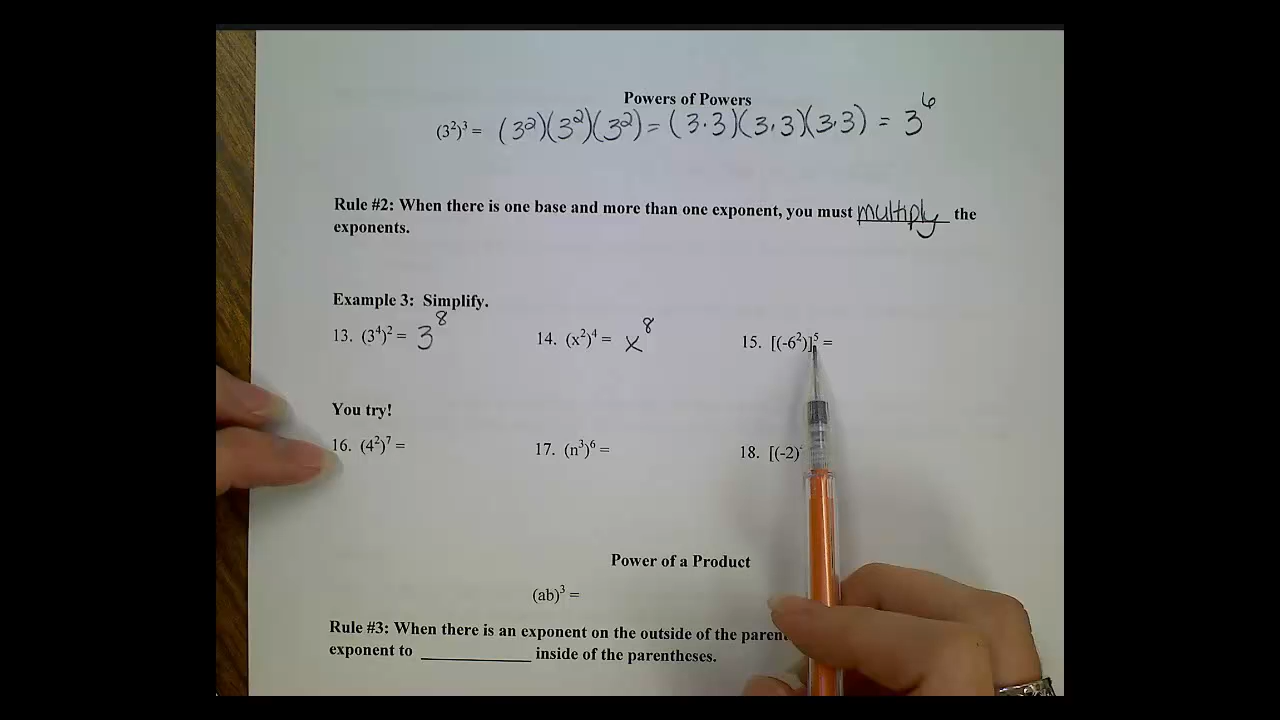 Powers of Powers
(3²)³ = (3²)(3²)(3²) = (3·3)(3·3)(3·3) = 3⁶
Rule #2: When there is one base and more than one exponent, you must multiply the
exponents.
Example 3: Simplify.
13. (3⁴)² = 3⁸ 14. (x²)⁴ = x⁸ 15. [(-6²)]⁵ =
You try!
16. (4²)⁷ = 17. (n³)⁶ = 18. [(-2)
Power of a Product
(ab)³ =
Rule #3: When there is an exponent on the outside of the
exponent to __________ inside of the parentheses.